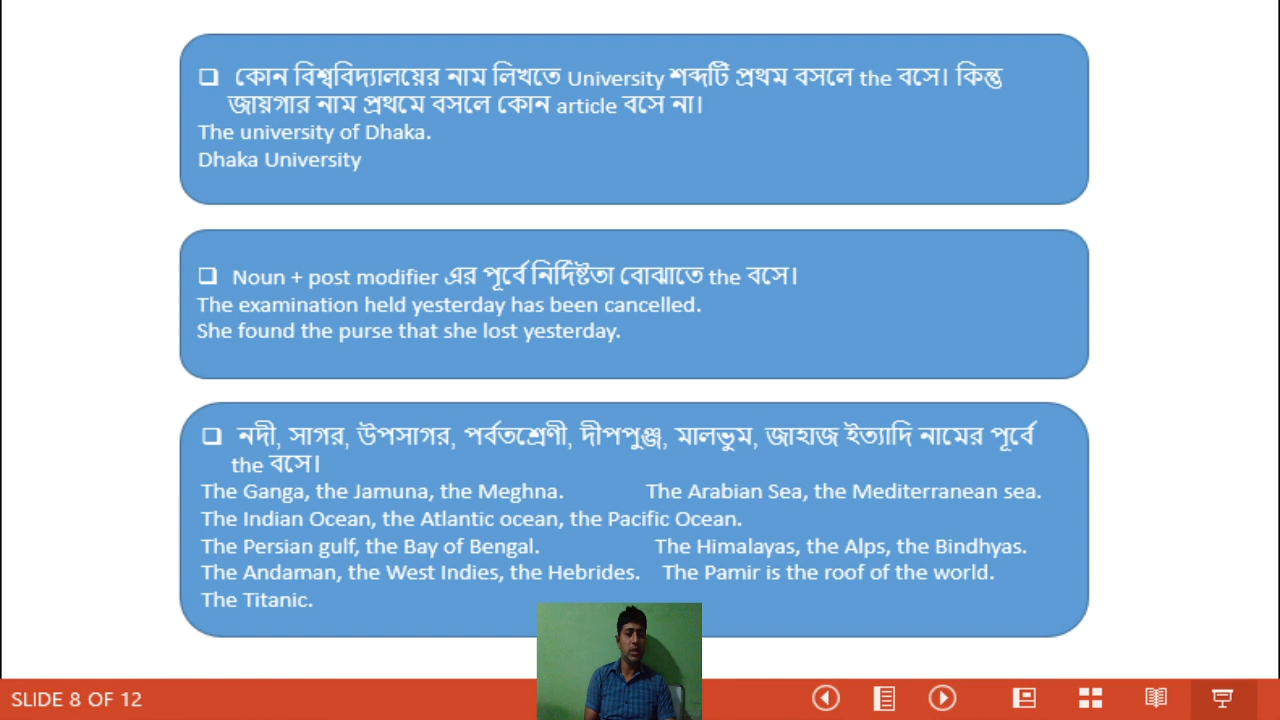 কোন বিশ্ববিদ্যালয়ের নাম লিখতে University শব্দটি প্রথম বসলে the বসে। কিন্তু
জায়গার নাম প্রথমে বসলে কোন article বসে না।
The university of Dhaka.
Dhaka University
Noun + post modifier এর পূর্বে নির্দিষ্টতা বোঝাতে the বসে।
The examination held yesterday has been cancelled.
She found the purse that she lost yesterday.
নদী, সাগর, উপসাগর, পর্বতশ্রেণী, দীপপুঞ্জ, মালভুম, জাহাজ ইত্যাদি নামের পূর্বে
the বসে।
The Ganga, the Jamuna, the Meghna. The Arabian Sea, the Mediterranean sea.
The Indian Ocean, the Atlantic ocean, the Pacific Ocean.
The Persian gulf, the Bay of Bengal. The Himalayas, the Alps, the Bindhyas.
The Andaman, the West Indies, the Hebrides. The Pamir is the roof of the world.
The Titanic.
SLIDE 8 OF 12